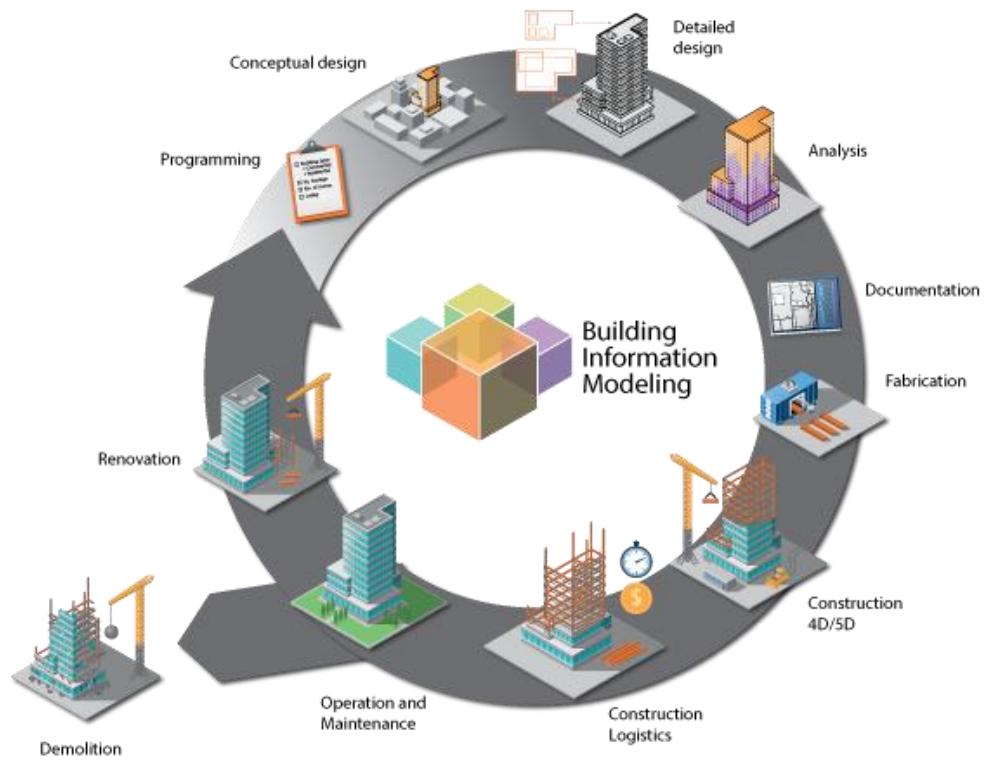 Detailed
design
Conceptual design
Programming
Analysis
Documentation
Building
Information
Modeling
Fabrication
Renovation
Construction
4D/5D
Operation and
Maintenance
Construction
Logistics
Demolition
$